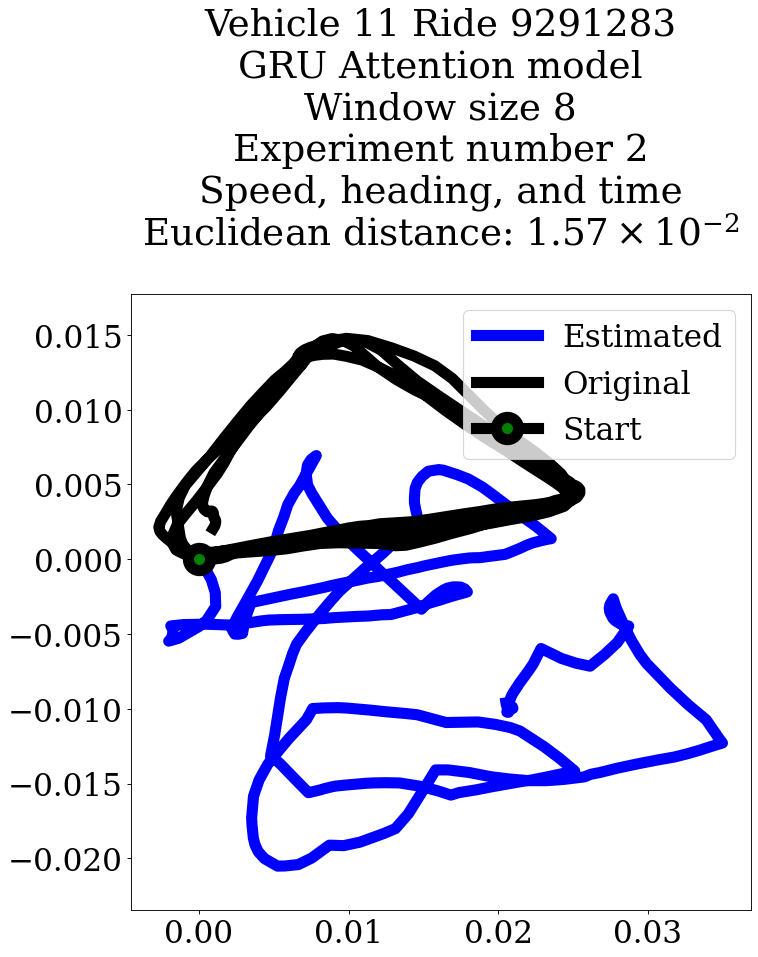 Vehicle 11 Ride 9291283
GRU Attention model
Window size 8
Experiment number 2
Speed, heading, and time
Euclidean distance: 1.57 × 10⁻²
Estimated
Original
Start
0.015
0.010
0.005
0.000
−0.005
−0.010
−0.015
−0.020
0.00 0.01 0.02 0.03